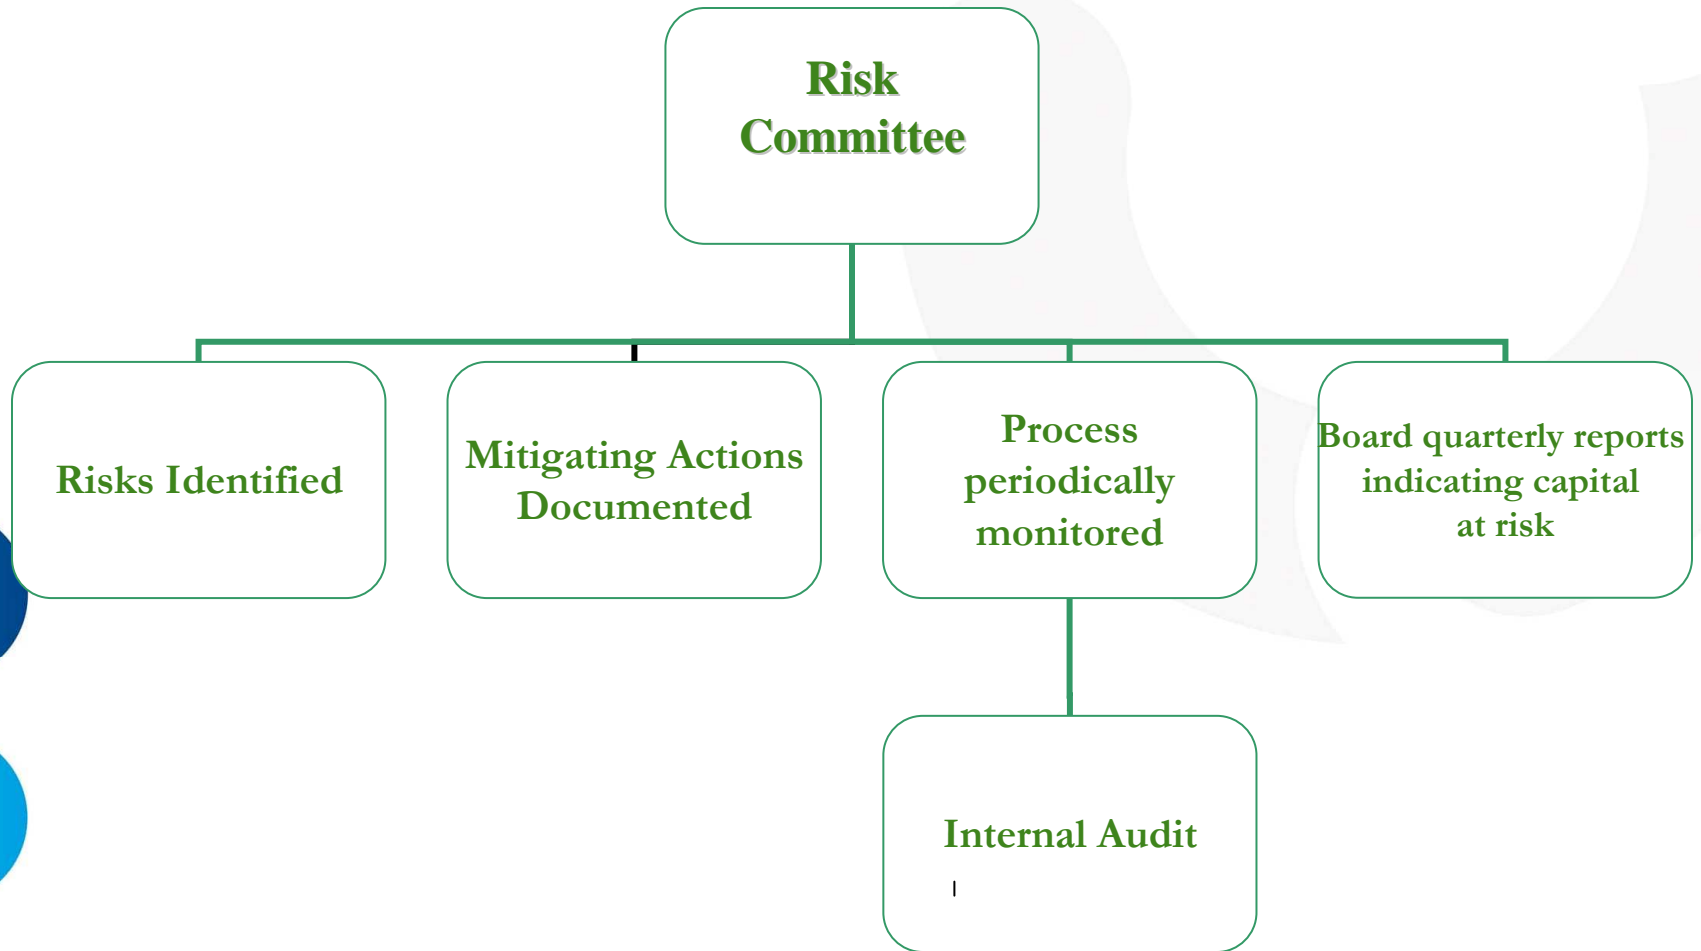 Risk
Committee
Risks Identified
Mitigating Actions
Documented
Process
periodically
monitored
Board quarterly reports
indicating capital
at risk
Internal Audit
l